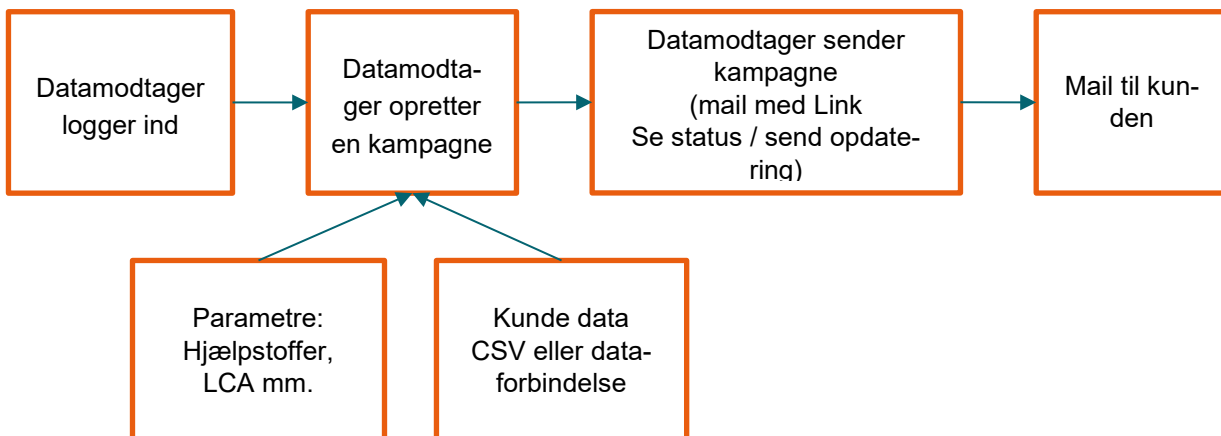 Datamodtager
logger ind
Datamodta-
ger opretter
en kampagne
Datamodtager sender
kampagne
(mail med Link
Se status / send opdate-
ring)
Mail til kun-
den
Parametre:
Hjælpstoffer,
LCA mm.
Kunde data
CSV eller data-
forbindelse